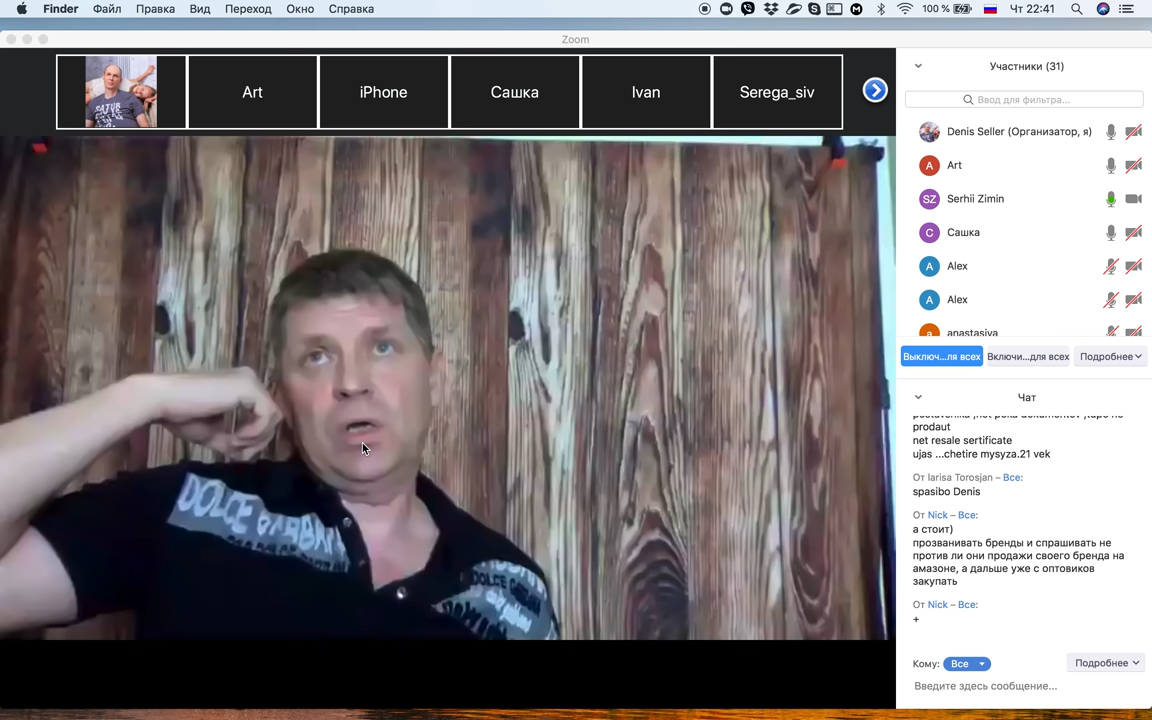 Finder Файл Правка Вид Переход Окно Справка
100 % Чт 22:41
Zoom
Art
iPhone
Сашка
Ivan
Serega_siv
Участники (31)
Ввод для фильтра...
Denis Seller (Организатор, я)
A Art
SZ Serhii Zimin
C Сашка
A Alex
A Alex
a anastasiya
Выключ...ля всех
Включи...для всех
Подробнее
Чат
prodaut
net resale sertificate
ujas ...chetire mysyza.21 vek
От larisa Torosjan – Все:
spasibo Denis
От Nick – Все:
а стоит)
прозванивать бренды и спрашивать не
против ли они продажи своего бренда на
амазоне, а дальше уже с оптовиков
закупать
От Nick – Все:
+
Кому: Все
Подробнее
Введите здесь сообщение...
DOLCE GABBANA
DOLCE GABBAN